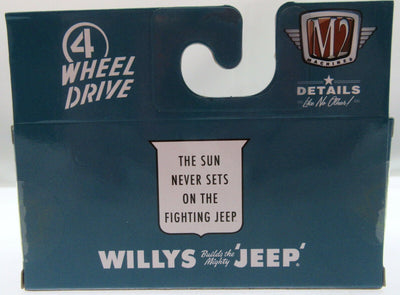 4
WHEEL
DRIVE
M2
MACHINES
DETAILS
Like No Other!
THE SUN
NEVER SETS
ON THE
FIGHTING JEEP
WILLYS Builds the Mighty 'JEEP'®